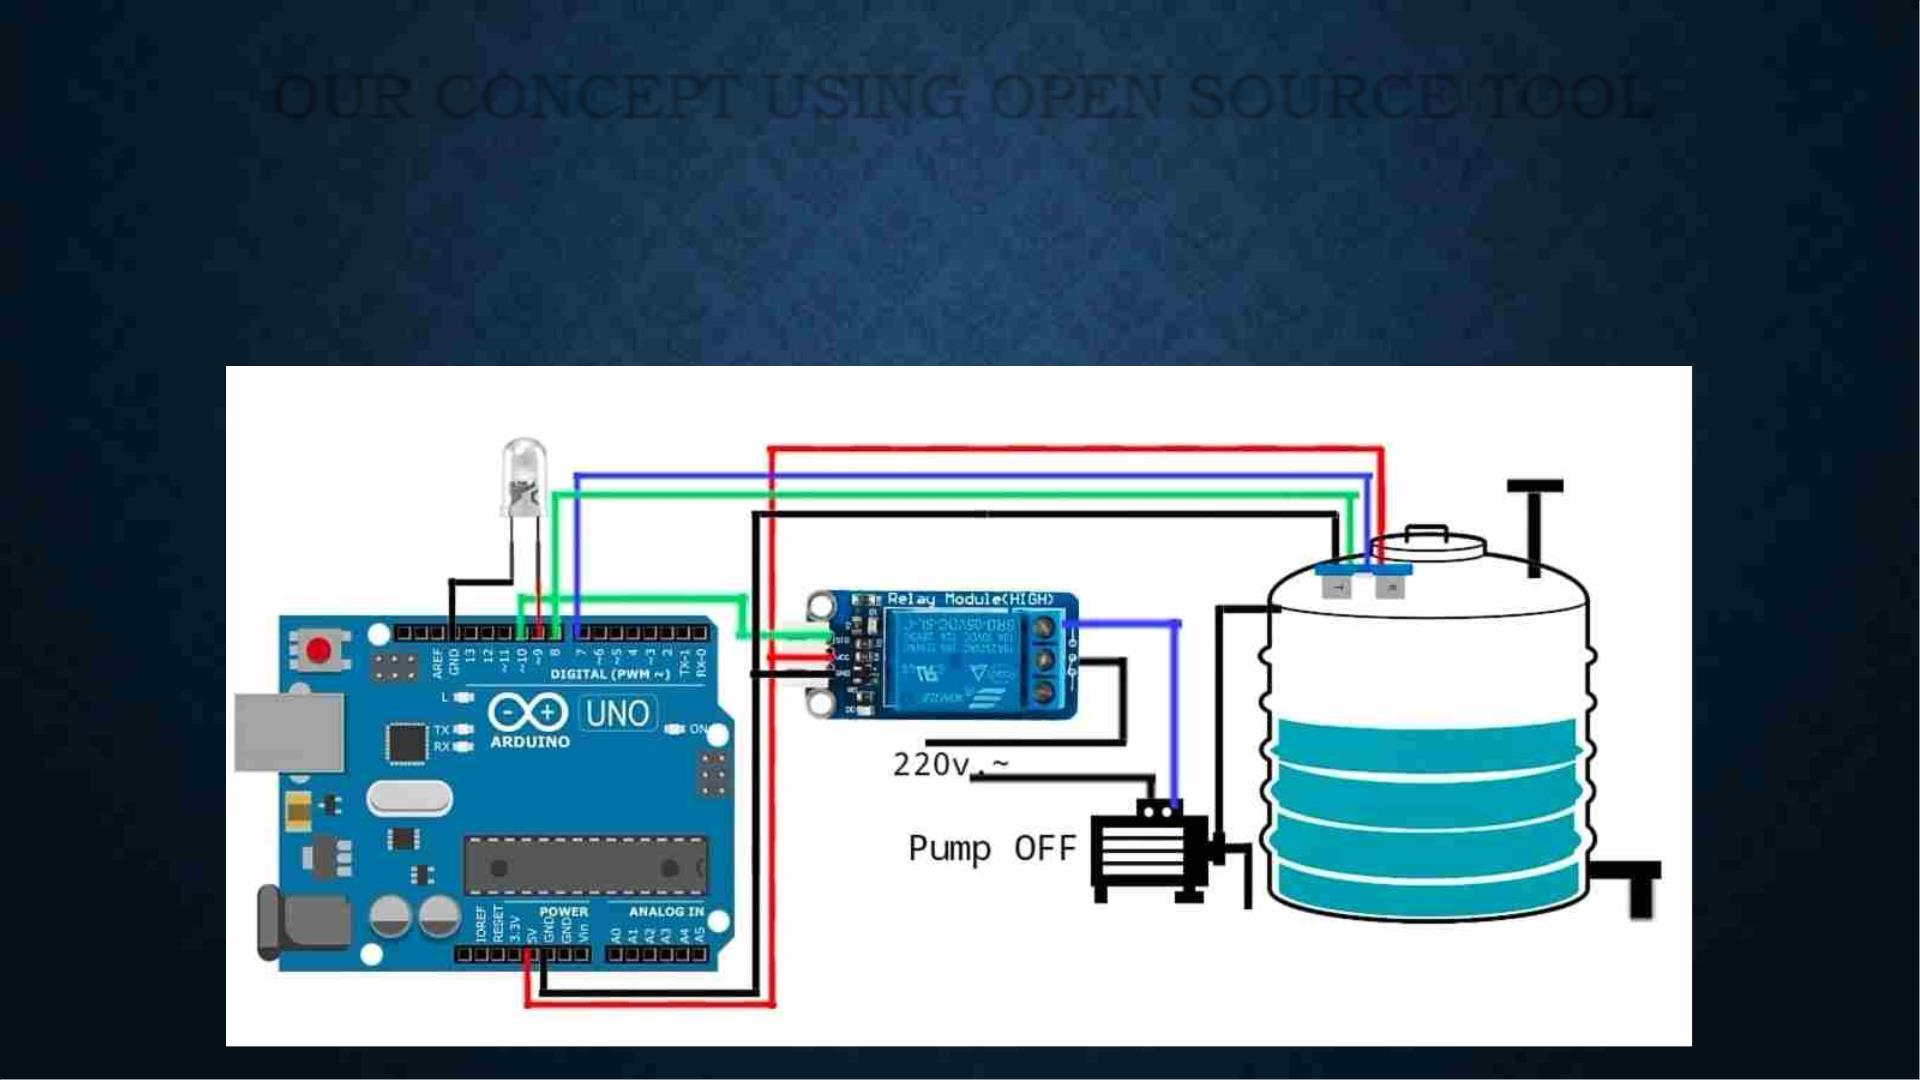 OUR CONCEPT USING OPEN SOURCE TOOL
Relay Module(HIGH)
AREF
GND
13
12
~11
~10
~9
8
7
~6
~5
4
~3
2
TX-1
RX-0
DIGITAL (PWM ~)
L
TX
RX
ON
UNO
ARDUINO
VCC
GND
220v.~
Pump OFF
T
R
POWER
ANALOG IN
IOREF
RESET
3.3V
5V
GND
GND
Vin
A0
A1
A2
A3
A4
A5